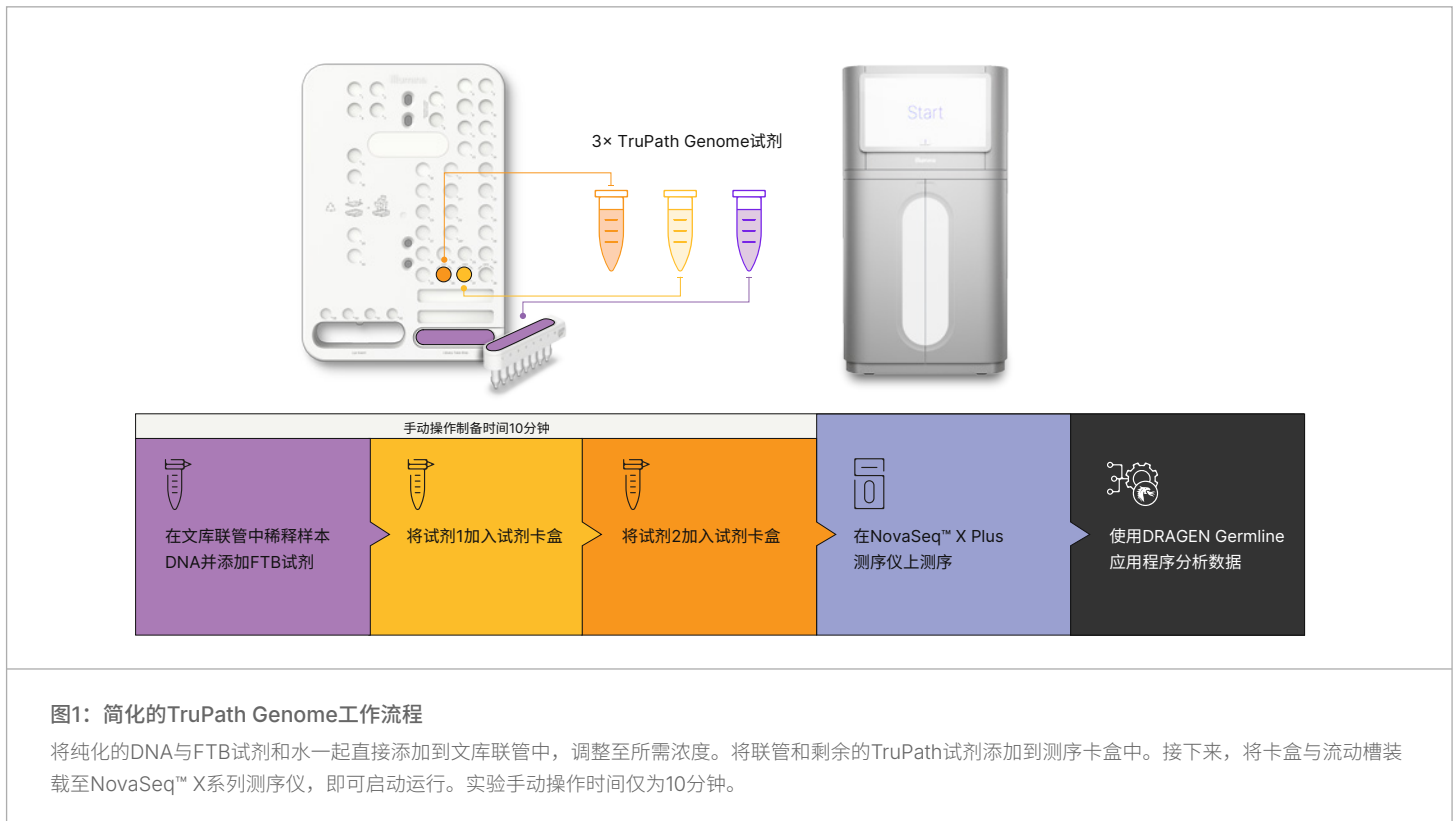 3× TruPath Genome试剂
Start
手动操作制备时间10分钟
在文库联管中稀释样本
DNA并添加FTB试剂
将试剂1加入试剂卡盒
将试剂2加入试剂卡盒
在NovaSeq™ X Plus
测序仪上测序
使用DRAGEN Germline
应用程序分析数据
图1：简化的TruPath Genome工作流程
将纯化的DNA与FTB试剂和水一起直接添加到文库联管中，调整至所需浓度。将联管和剩余的TruPath试剂添加到测序卡盒中。接下来，将卡盒与流动槽装
载至NovaSeq™ X系列测序仪，即可启动运行。实验手动操作时间仅为10分钟。